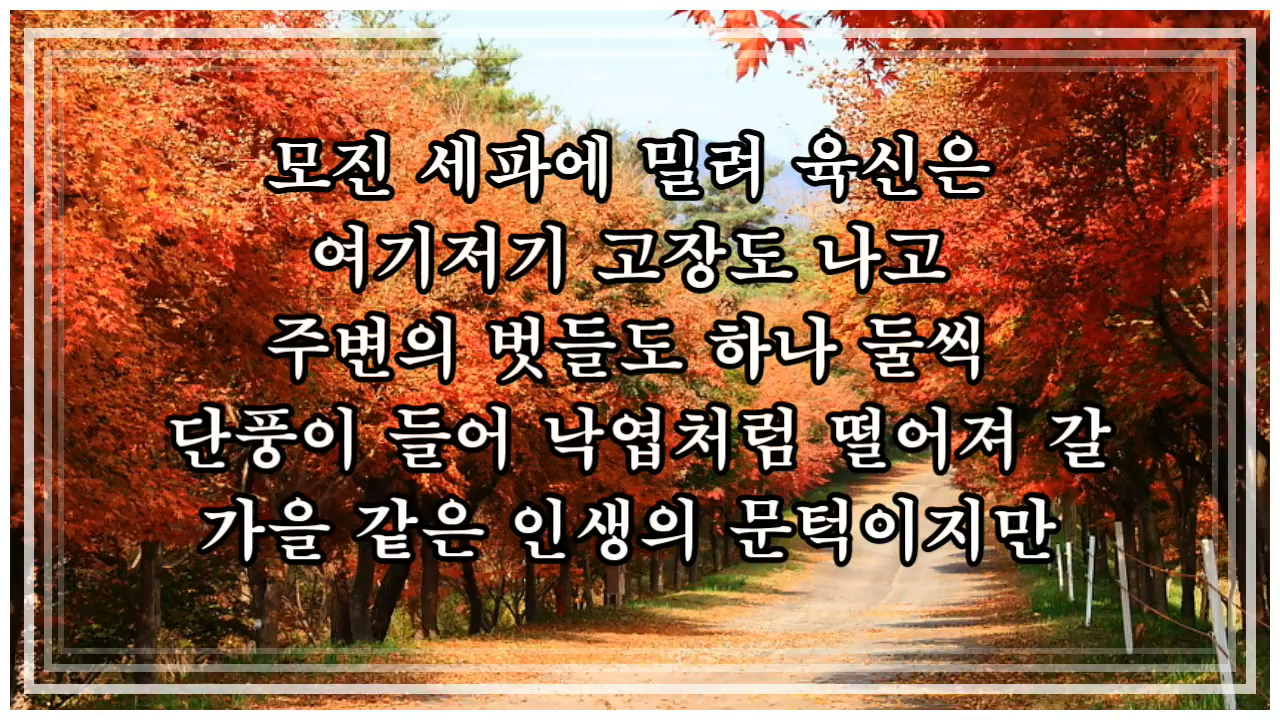 모진 세파에 밀려 육신은
여기저기 고장도 나고
주변의 벗들도 하나 둘씩
단풍이 들어 낙엽처럼 떨어져 갈
가을 같은 인생의 문턱이지만